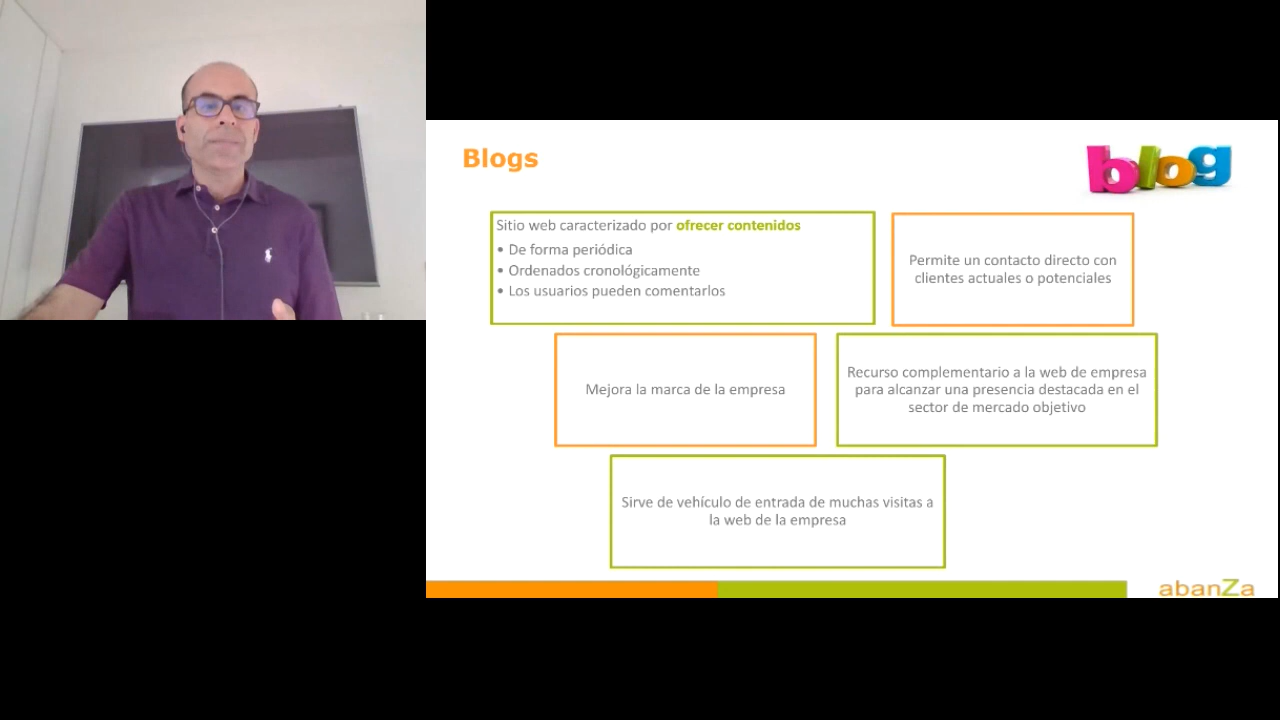 Blogs
blog
Sitio web caracterizado por ofrecer contenidos
• De forma periódica
• Ordenados cronológicamente
• Los usuarios pueden comentarlos
Permite un contacto directo con
clientes actuales o potenciales
Mejora la marca de la empresa
Recurso complementario a la web de empresa
para alcanzar una presencia destacada en el
sector de mercado objetivo
Sirve de vehículo de entrada de muchas visitas a
la web de la empresa
abanZa